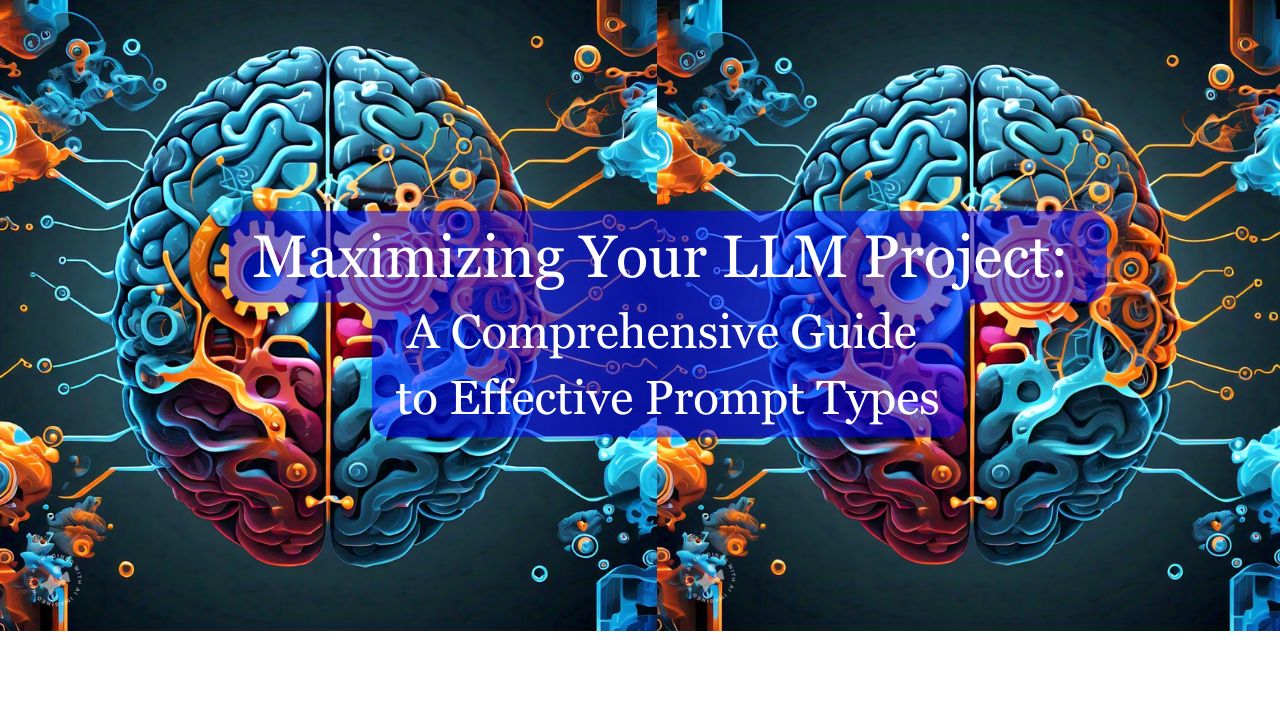 Maximizing Your LLM Project:
A Comprehensive Guide
to Effective Prompt Types